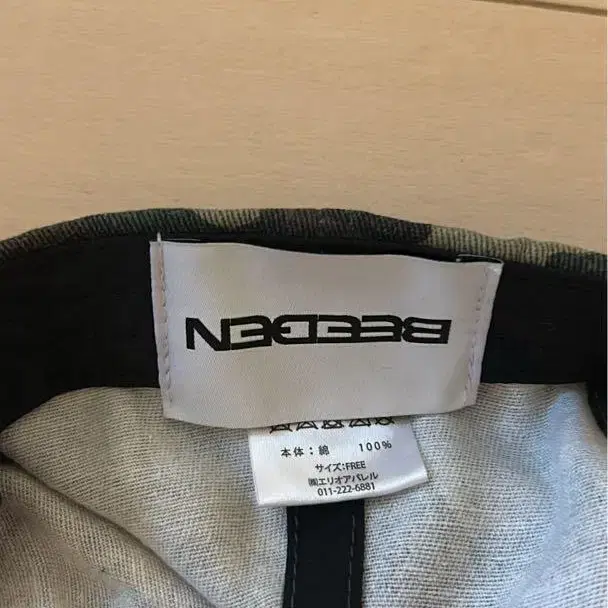 BEEDEN
本体：綿 100%
サイズ：FREE
㈱エリオアパレル
011-222-6881